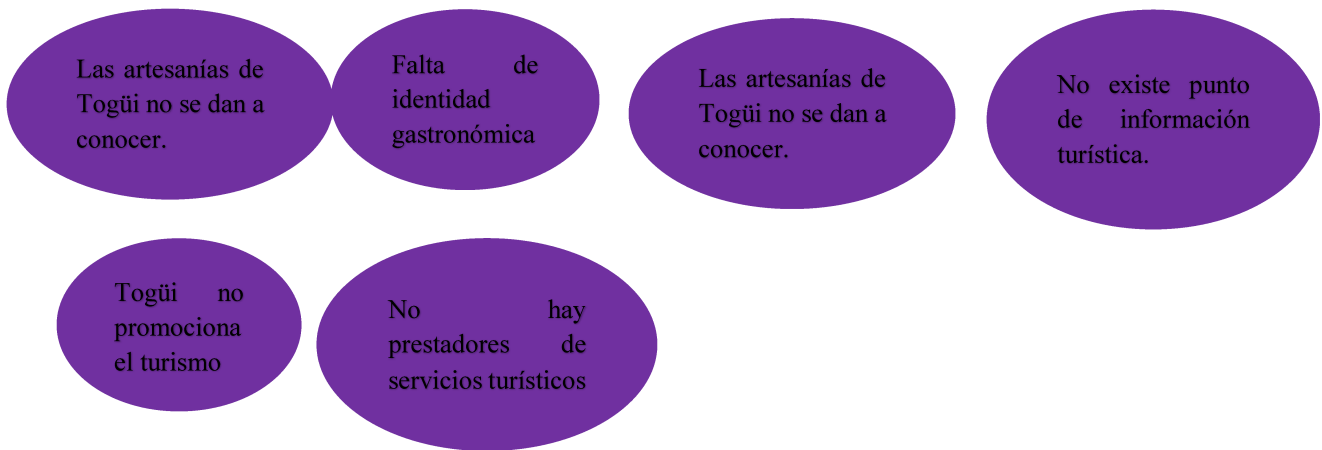 Las artesanías de
Togüi no se dan a
conocer.
Falta de
identidad
gastronómica
Las artesanías de
Togüi no se dan a
conocer.
No existe punto
de información
turística.
Togüi no
promociona
el turismo
No hay
prestadores de
servicios turísticos